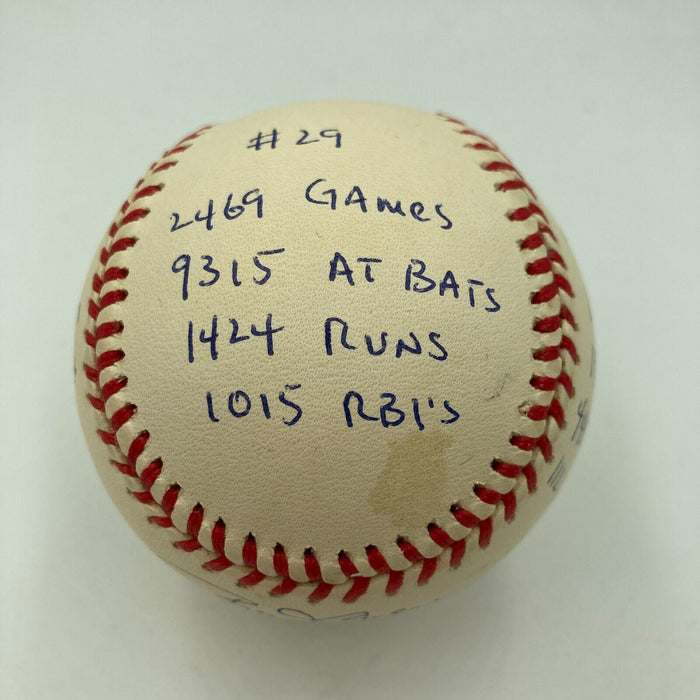 #29
2469 GAMES
9315 AT BATS
1424 RUNS
1015 RBI'S